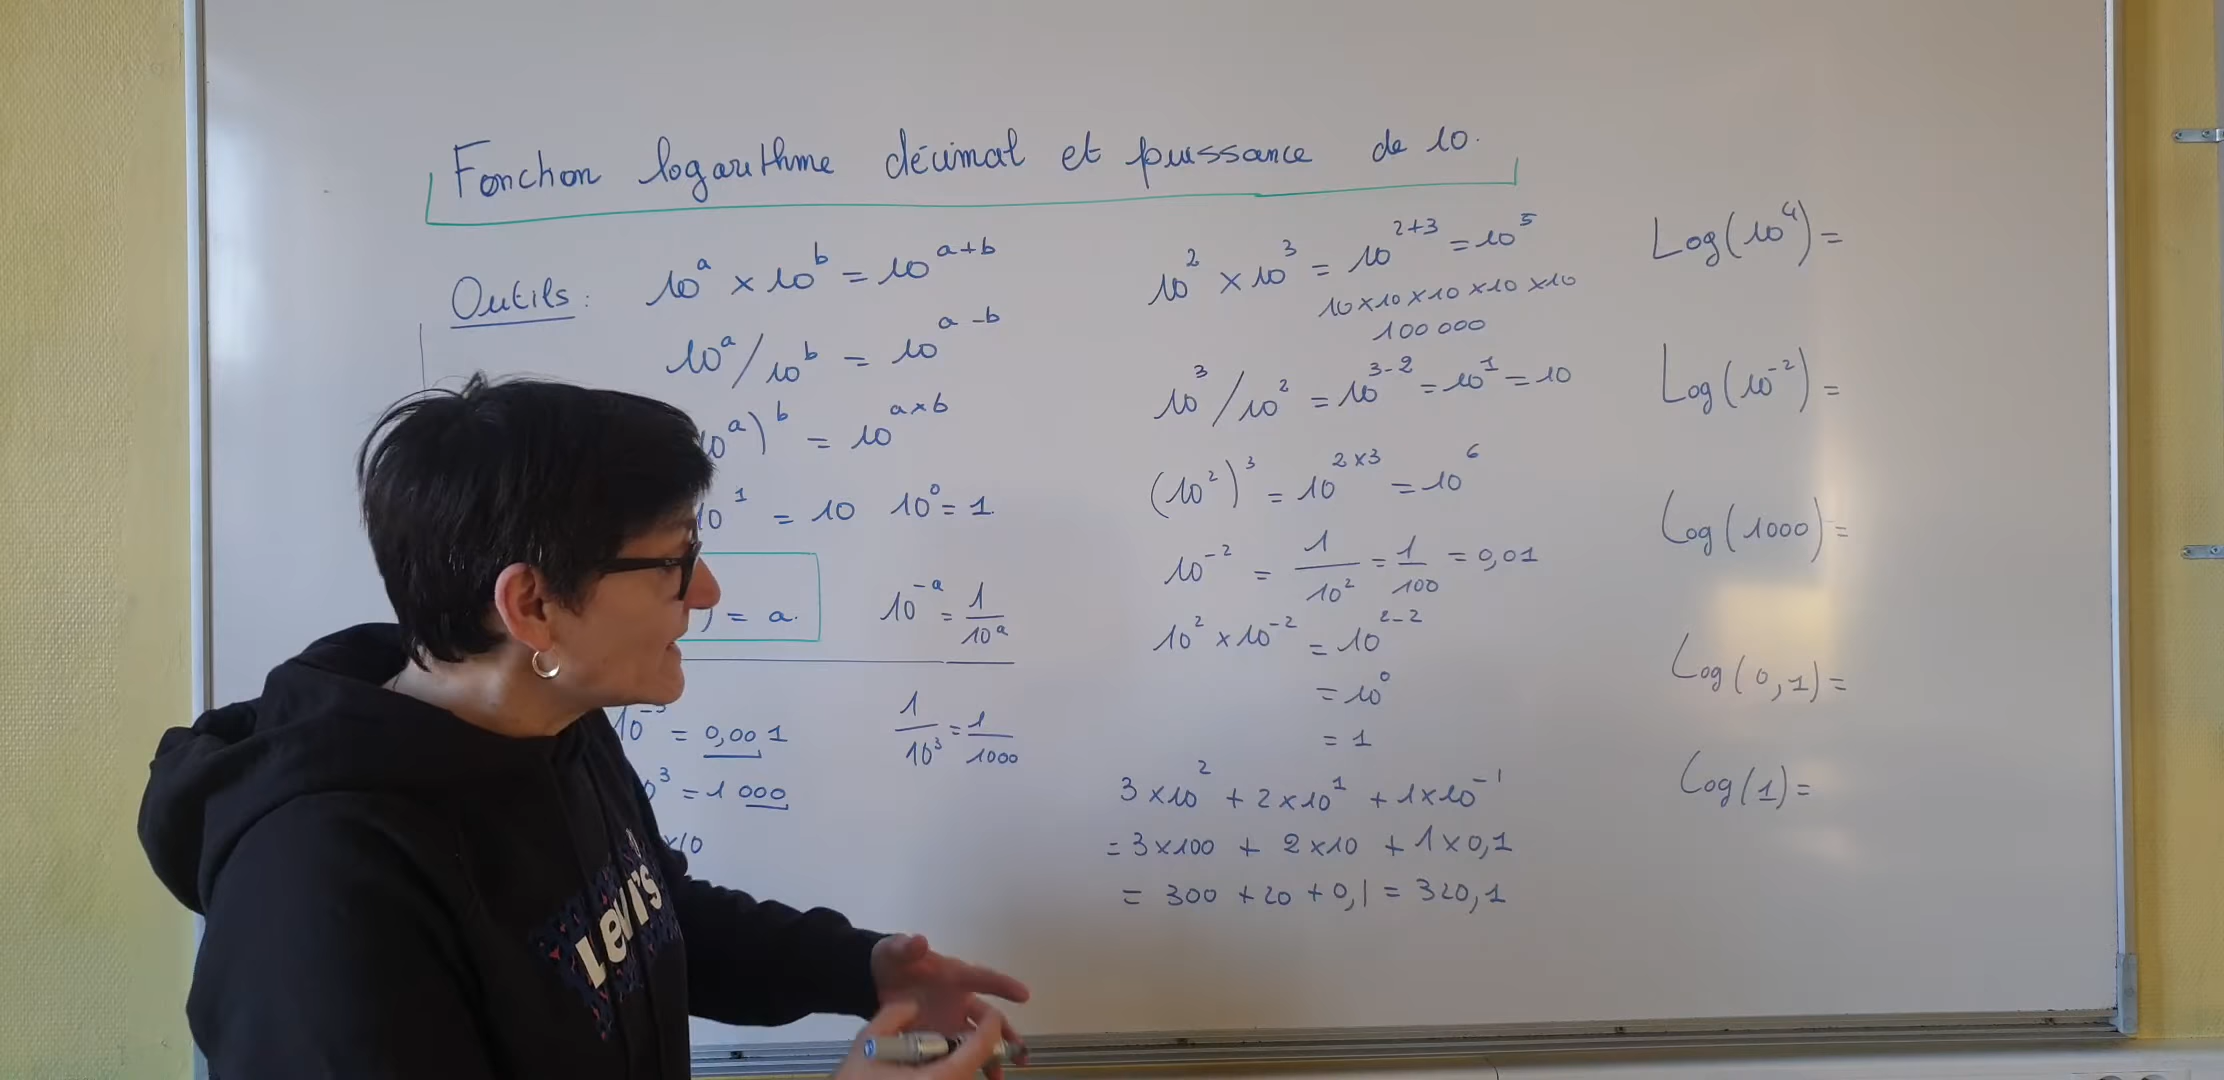 Fonction logarithme décimal et puissance de 10.
Outils :
10^a × 10^b = 10^(a+b)
10^a / 10^b = 10^(a-b)
10^a)^b = 10^(a×b)
10^1 = 10 10^0 = 1.
) = a.
10^-a = 1/10^a
10^-3 = 0,001
1/10^3 = 1/1000
0^3 = 1 000
×10
10^2 × 10^3 = 10^(2+3) = 10^5
10×10×10×10×10
100 000
10^3 / 10^2 = 10^(3-2) = 10^1 = 10
(10^2)^3 = 10^(2×3) = 10^6
10^-2 = 1/10^2 = 1/100 = 0,01
10^2 × 10^-2 = 10^(2-2)
= 10^0
= 1
3×10^2 + 2×10^1 + 1×10^-1
= 3×100 + 2×10 + 1×0,1
= 300 + 20 + 0,1 = 320,1
Log(10^4) =
Log(10^-2) =
Log(1000) =
Log(0,1) =
Log(1) =
Levi's